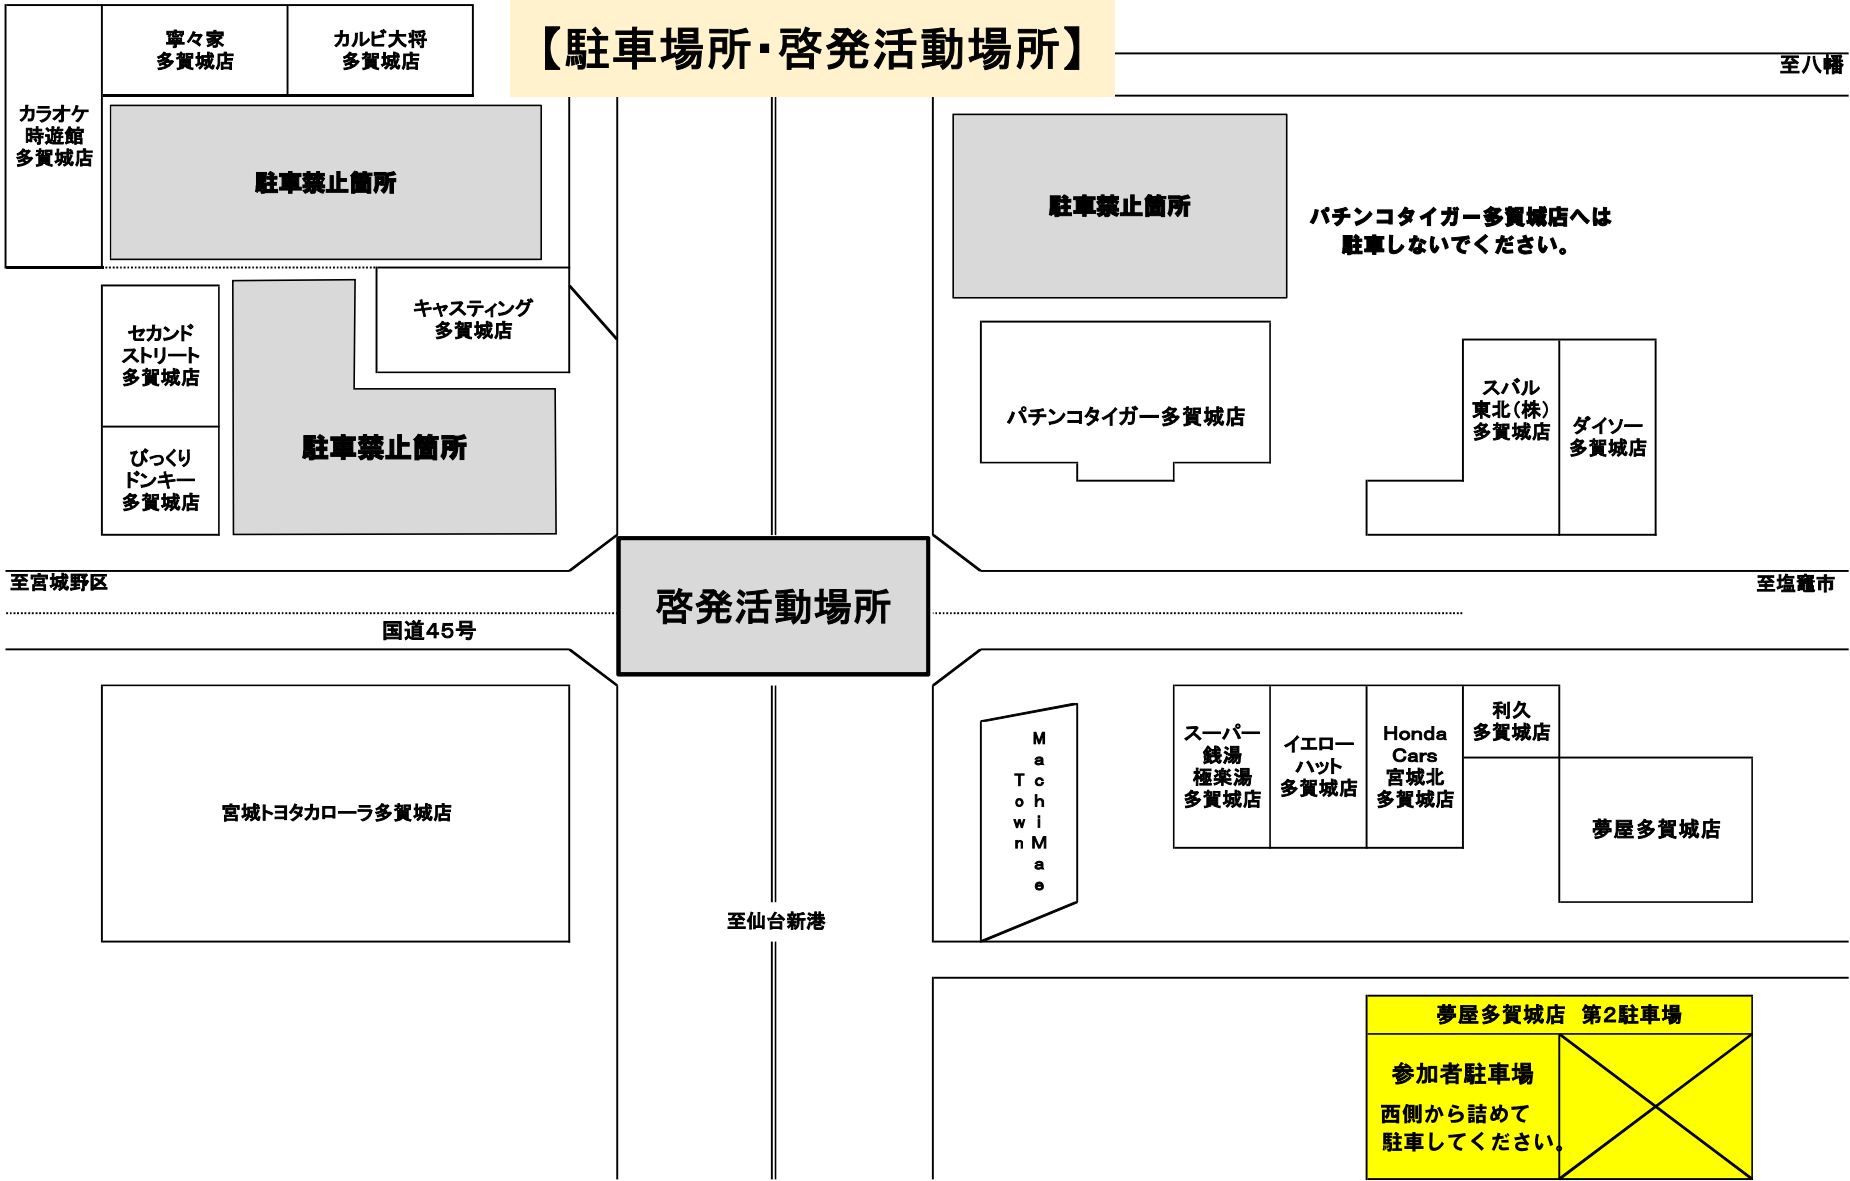 【駐車場所・啓発活動場所】
寧々家
多賀城店
カルビ大将
多賀城店
至八幡
カラオケ
時遊館
多賀城店
駐車禁止箇所
駐車禁止箇所
パチンコタイガー多賀城店へは
駐車しないでください。
キャスティング
多賀城店
セカンド
ストリート
多賀城店
びっくり
ドンキー
多賀城店
駐車禁止箇所
パチンコタイガー多賀城店
スバル
東北（株）
多賀城店
ダイソー
多賀城店
至宮城野区
啓発活動場所
至塩竈市
国道４５号
宮城トヨタカローラ多賀城店
MachiMae
Town
スーパー
銭湯
極楽湯
多賀城店
イエロー
ハット
多賀城店
Honda
Cars
宮城北
多賀城店
利久
多賀城店
夢屋多賀城店
至仙台新港
夢屋多賀城店　第２駐車場
参加者駐車場
西側から詰めて
駐車してください。